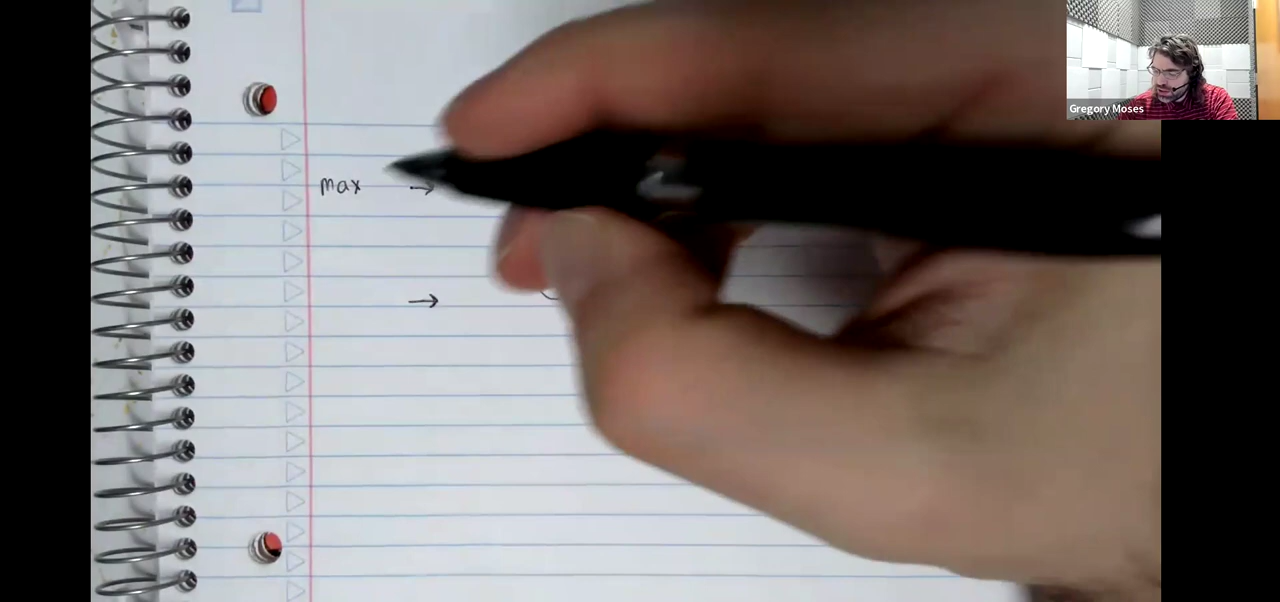 Gregory Moses
max →
→